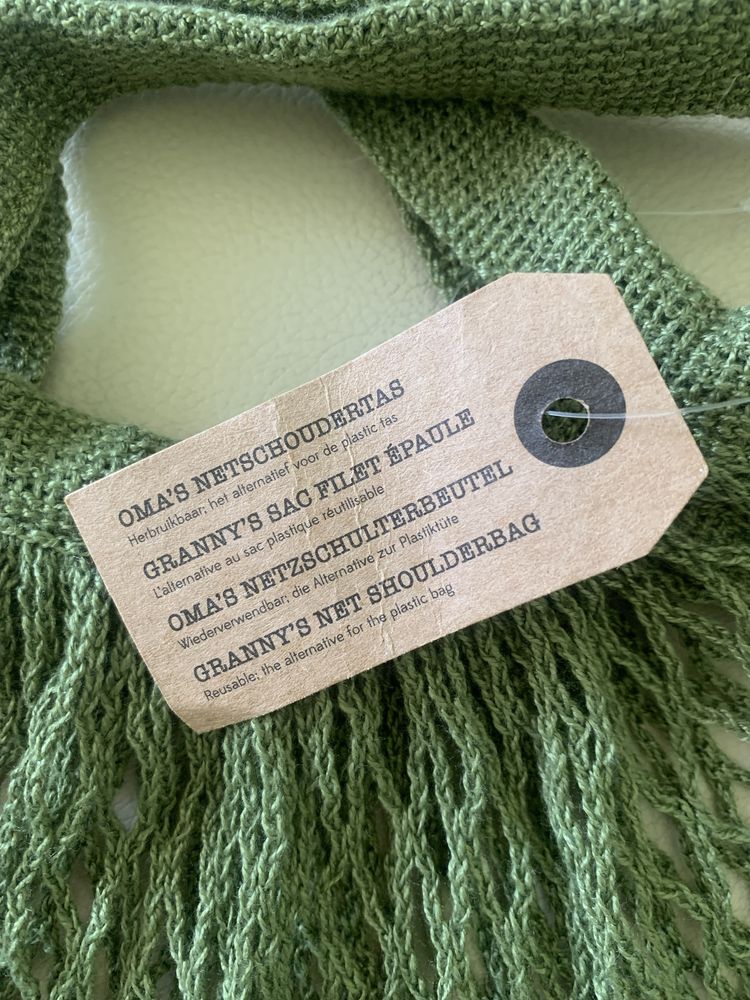 OMA'S NETSCHOUDERTAS
Herbruikbaar; het alternatief voor de plastic tas
GRANNY'S SAC FILET ÉPAULE
L'alternative au sac plastique réutilisable
OMA'S NETZSCHULTERBEUTEL
Wiederverwendbar; die Alternative zur Plastiktüte
GRANNY'S NET SHOULDERBAG
Reusable; the alternative for the plastic bag